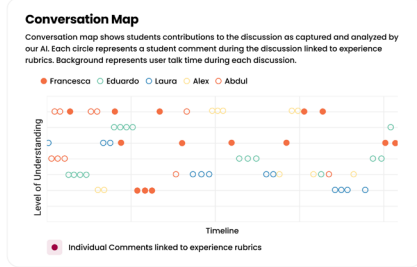 Conversation Map
Conversation map shows students contributions to the discussion as captured and analyzed by
our AI. Each circle represents a student comment during the discussion linked to experience
rubrics. Background represents user talk time during each discussion.
Francesca Eduardo Laura Alex Abdul
Level of Understanding
Timeline
Individual Comments linked to experience rubrics